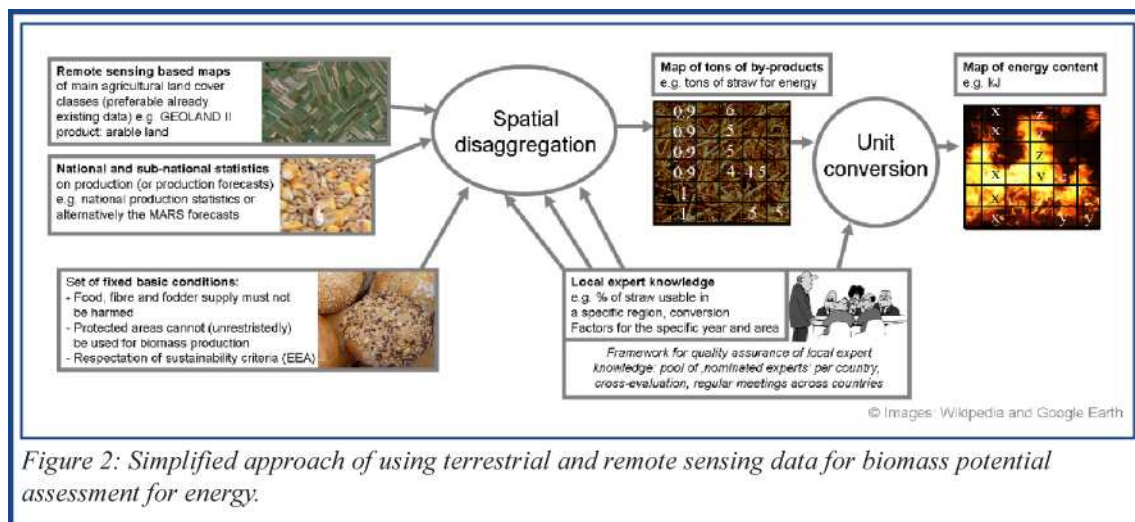 Remote sensing based maps
of main agricultural land cover
classes (preferable already
existing data) e.g. GEOLAND II
product: arable land
National and sub-national statistics
on production (or production forecasts)
e.g. national production statistics or
alternatively the MARS forecasts
Set of fixed basic conditions:
- Food, fibre and fodder supply must not
be harmed
- Protected areas cannot (unrestristedly)
be used for biomass production
- Respectation of sustainability criteria (EEA)
Spatial
disaggregation
Map of tons of by-products
e.g. tons of straw for energy
0.9 6
0.9 5
0.9 5
0.9 4 4.5
1
1 5 5
Local expert knowledge
e.g. % of straw usable in
a specific region, conversion
Factors for the specific year and area
Framework for quality assurance of local expert
knowledge: pool of ‚nominated experts' per country,
cross-evaluation, regular meetings across countries
Unit
conversion
Map of energy content
e.g. kJ
x z
x z
z
x v
x
x y y
© Images: Wikipedia and Google Earth
Figure 2: Simplified approach of using terrestrial and remote sensing data for biomass potential
assessment for energy.